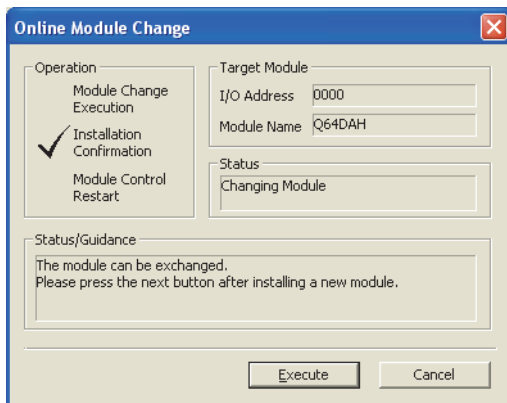 Online Module Change
Operation
Module Change
Execution
Installation
Confirmation
Module Control
Restart
Target Module
I/O Address 0000
Module Name Q64DAH
Status
Changing Module
Status/Guidance
The module can be exchanged.
Please press the next button after installing a new module.
Execute Cancel